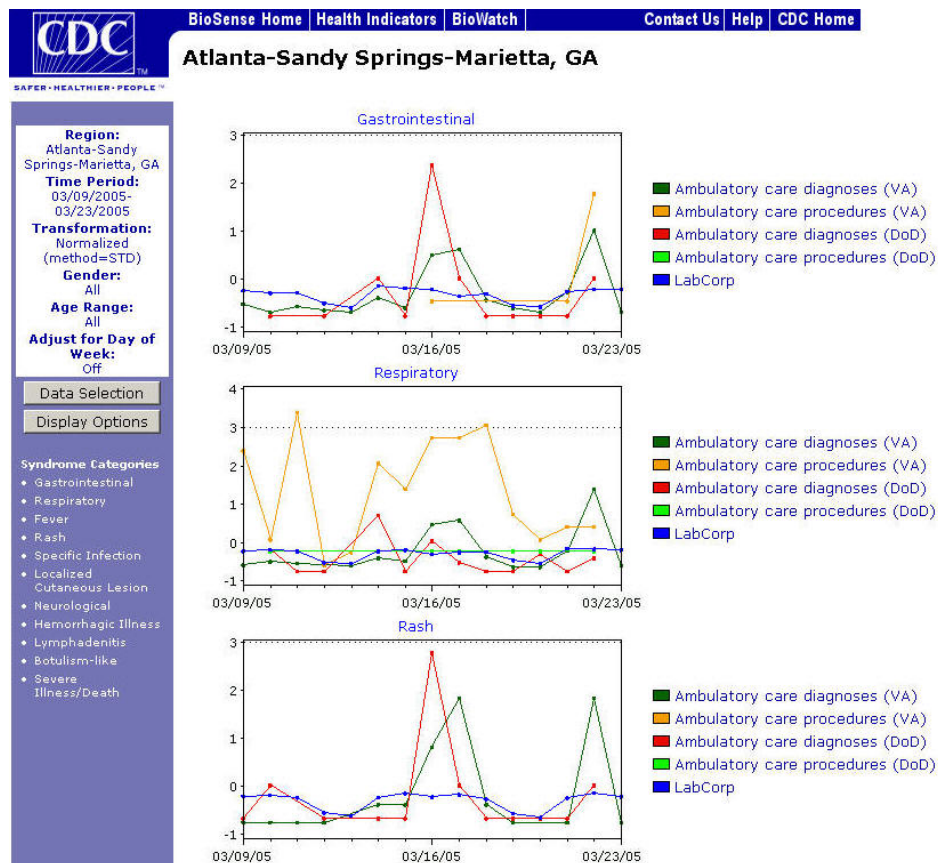 BioSense Home | Health Indicators | BioWatch Contact Us | Help | CDC Home
CDC
TM
SAFER•HEALTHIER•PEOPLE™
Atlanta-Sandy Springs-Marietta, GA
Region:
Atlanta-Sandy
Springs-Marietta, GA
Time Period:
03/09/2005-
03/23/2005
Transformation:
Normalized
(method=STD)
Gender:
All
Age Range:
All
Adjust for Day of
Week:
Off
Data Selection
Display Options
Syndrome Categories
• Gastrointestinal
• Respiratory
• Fever
• Rash
• Specific Infection
• Localized
Cutaneous Lesion
• Neurological
• Hemorrhagic Illness
• Lymphadenitis
• Botulism-like
• Severe
Illness/Death
Gastrointestinal
3
2
1
0
-1
03/09/05 03/16/05 03/23/05
Ambulatory care diagnoses (VA)
Ambulatory care procedures (VA)
Ambulatory care diagnoses (DoD)
Ambulatory care procedures (DoD)
LabCorp
Respiratory
4
3
2
1
0
-1
03/09/05 03/16/05 03/23/05
Ambulatory care diagnoses (VA)
Ambulatory care procedures (VA)
Ambulatory care diagnoses (DoD)
Ambulatory care procedures (DoD)
LabCorp
Rash
3
2
1
0
-1
03/09/05 03/16/05 03/23/05
Ambulatory care diagnoses (VA)
Ambulatory care procedures (VA)
Ambulatory care diagnoses (DoD)
Ambulatory care procedures (DoD)
LabCorp